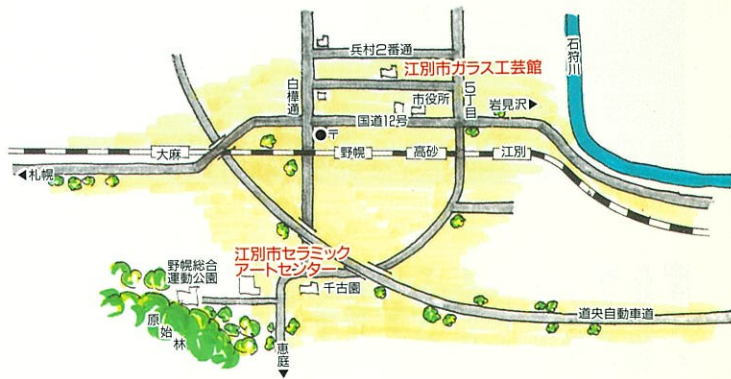 兵村2番通
石狩川
江別市ガラス工芸館
白樺通
市役所
5丁目
岩見沢▶
国道12号
〒
大麻
野幌
高砂
江別
◀札幌
江別市セラミック
アートセンター
野幌総合
運動公園
千古園
道央自動車道
原始林
恵庭
▼